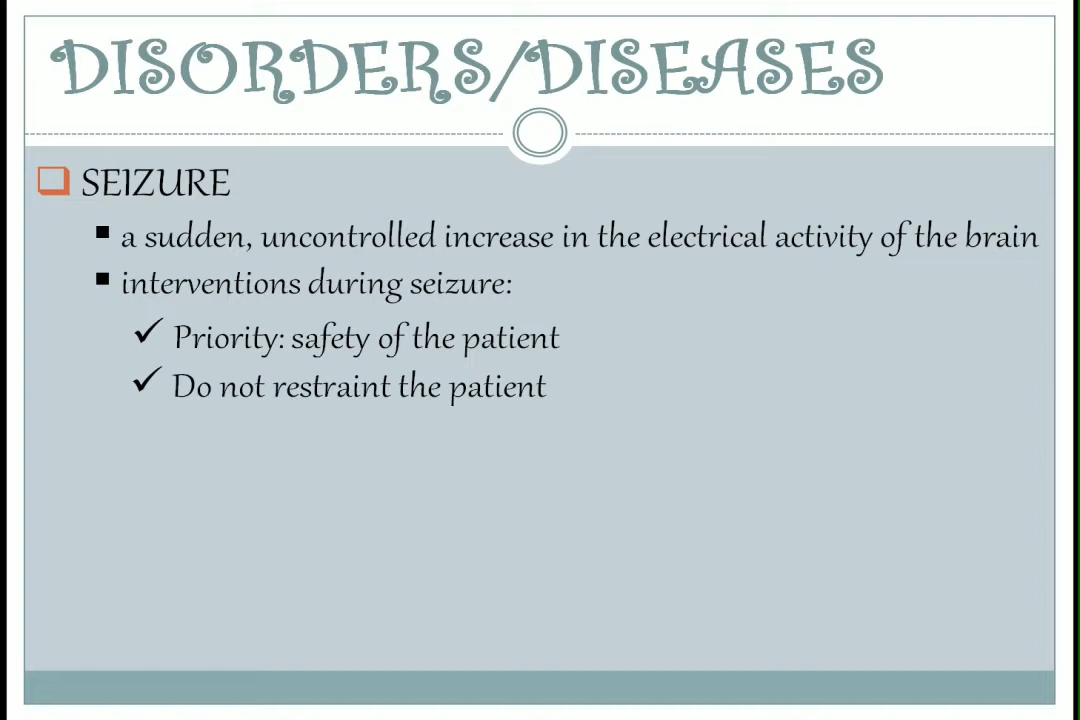 DISORDERS/DISEASES
SEIZURE
a sudden, uncontrolled increase in the electrical activity of the brain
interventions during seizure:
Priority: safety of the patient
Do not restraint the patient